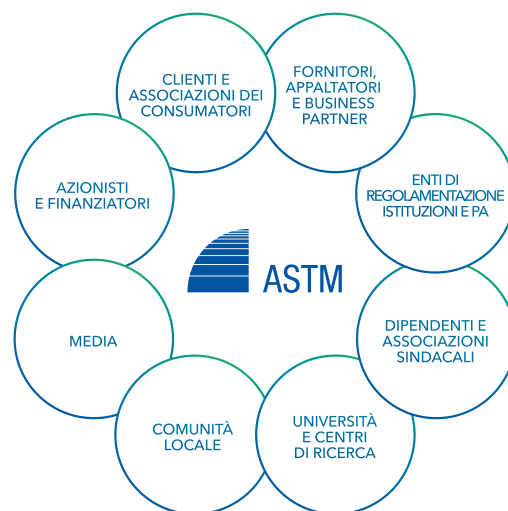 CLIENTI E
ASSOCIAZIONI DEI
CONSUMATORI
FORNITORI,
APPALTATORI
E BUSINESS
PARTNER
AZIONISTI
E FINANZIATORI
ENTI DI
REGOLAMENTAZIONE
ISTITUZIONI E PA
ASTM
MEDIA
DIPENDENTI E
ASSOCIAZIONI
SINDACALI
COMUNITÀ
LOCALE
UNIVERSITÀ
E CENTRI
DI RICERCA